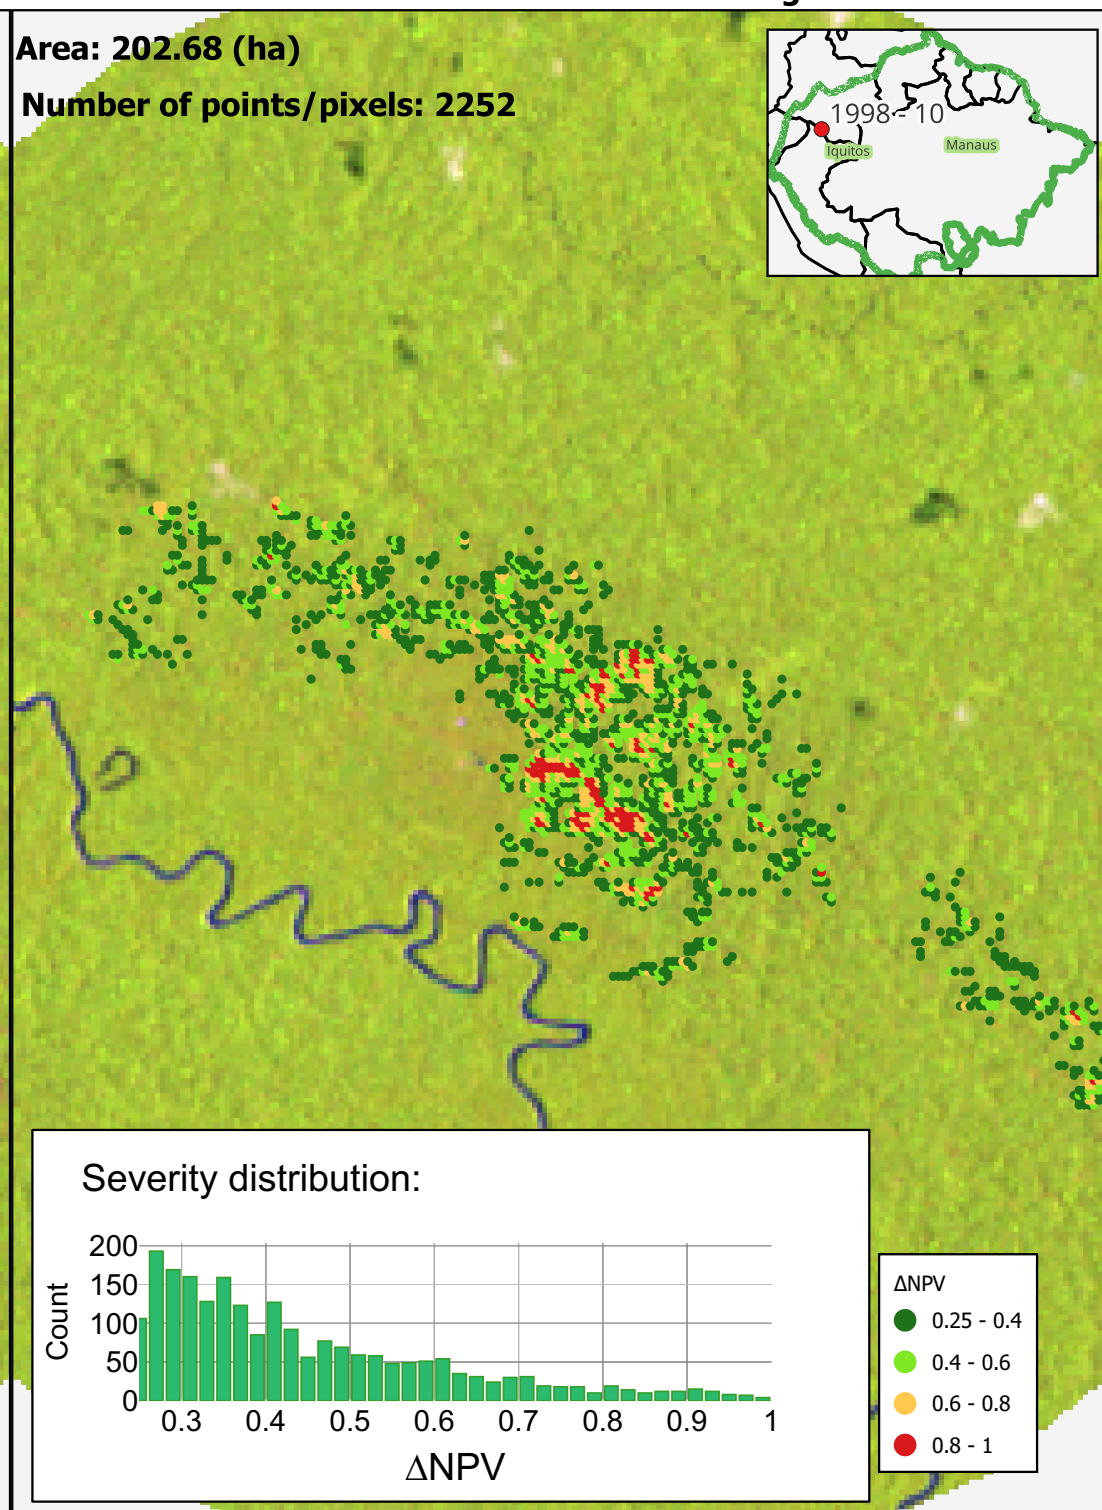 Area: 202.68 (ha)
Number of points/pixels: 2252
1998 - 10
Iquitos
Manaus
Severity distribution:
200
150
100
50
0
Count
0.3 0.4 0.5 0.6 0.7 0.8 0.9 1
ΔNPV
ΔNPV
0.25 - 0.4
0.4 - 0.6
0.6 - 0.8
0.8 - 1